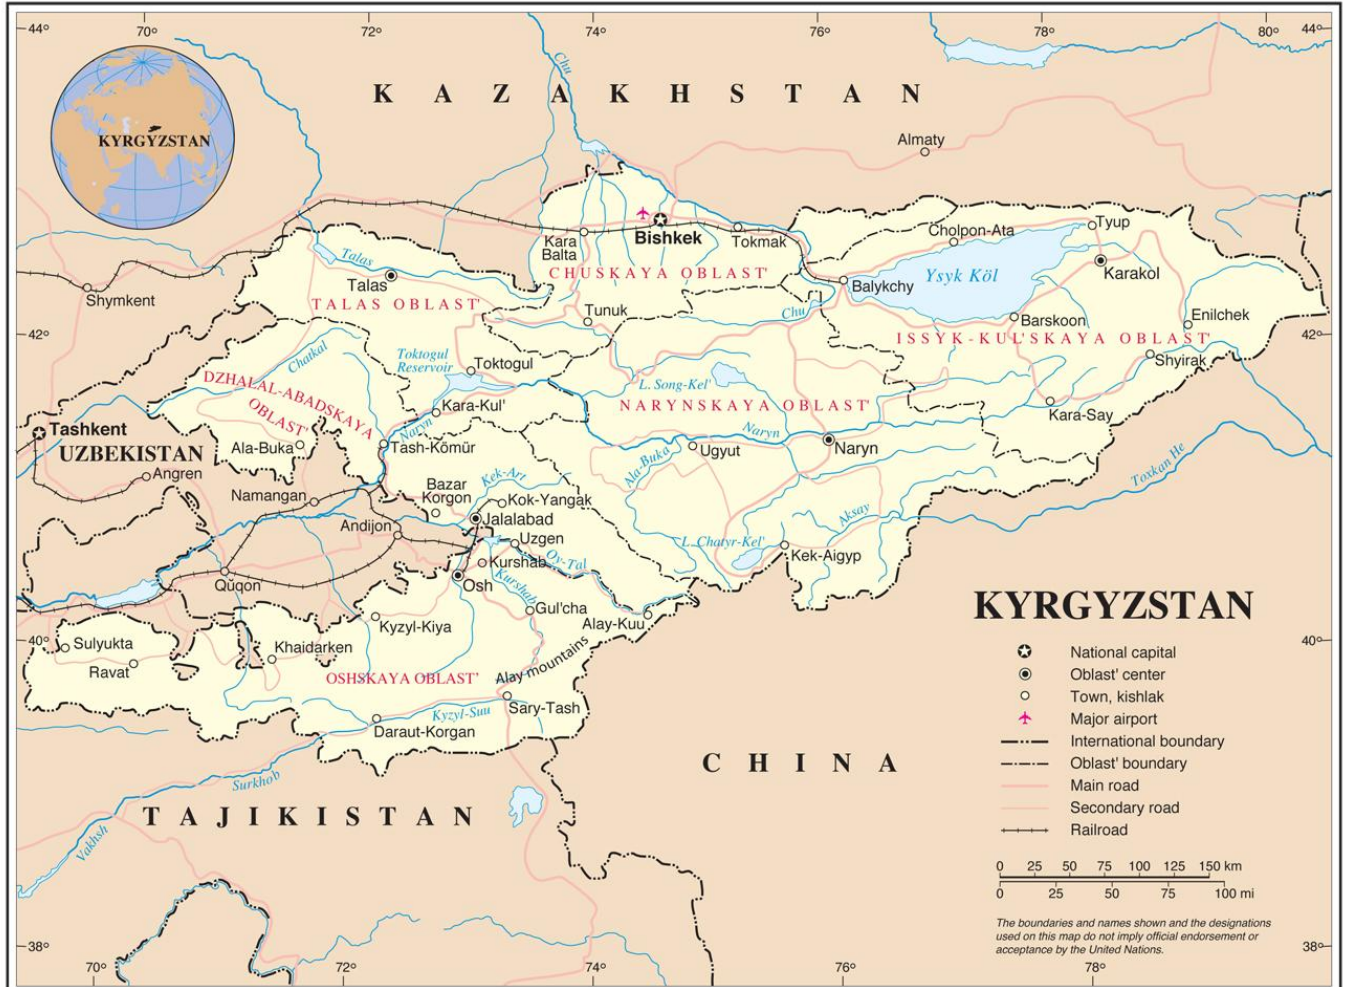 44°
70°
72°
74°
76°
78°
80°
44°
Chu
KAZAKHSTAN
Almaty
KYRGYZSTAN
Bishkek
Kara
Balta
Tokmak
Cholpon-Ata
Tyup
Ysyk Köl
Karakol
Talas
Talas
CHUSKAYA OBLAST'
Balykchy
Shymkent
TALAS OBLAST'
Tunuk
Chu
Barskoon
Enilchek
42°
42°
ISSYK-KUL'SKAYA OBLAST'
Chatkal
Toktogul
Reservoir
Toktogul
Shyirak
L. Song-Kel'
DZHALAL-ABADSKAYA
OBLAST'
Kara-Kul'
NARYNSKAYA OBLAST'
Kara-Say
Tashkent
Naryn
Naryn
UZBEKISTAN
Ala-Buka
Tash-Kömür
Ala-Buka
Ugyut
Naryn
Angren
Kek-Art
Toxkan He
Namangan
Bazar
Korgon
Kok-Yangak
Jalalabad
Aksay
Andijon
Uzgen
L. Chatyr-Kel'
Kek-Aigyp
Oy-Tal
Kurshab
Quqon
Osh
Kurshab
Gul'cha
Kyzyl-Kiya
Alay-Kuu
40°
40°
Sulyukta
Khaidarken
Ravat
OSHSKAYA OBLAST'
Alay mountains
Sary-Tash
Kyzyl-Suu
Daraut-Korgan
CHINA
Surkhob
TAJIKISTAN
Vakhsh
KYRGYZSTAN
National capital
Oblast' center
Town, kishlak
Major airport
International boundary
Oblast' boundary
Main road
Secondary road
Railroad
0 25 50 75 100 125 150 km
0 25 50 75 100 mi
The boundaries and names shown and the designations
used on this map do not imply official endorsement or
acceptance by the United Nations.
38°
38°
70°
72°
74°
76°
78°